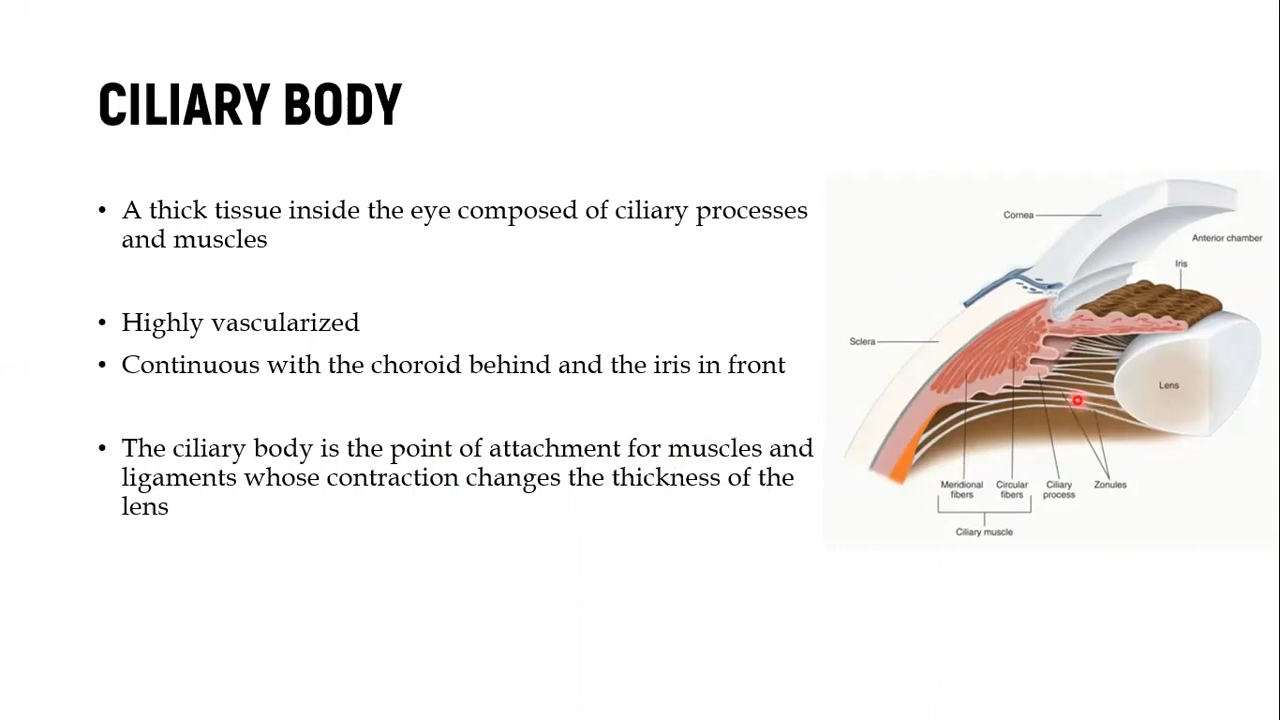 CILIARY BODY
• A thick tissue inside the eye composed of ciliary processes
and muscles
• Highly vascularized
• Continuous with the choroid behind and the iris in front
• The ciliary body is the point of attachment for muscles and
ligaments whose contraction changes the thickness of the
lens
Cornea
Anterior chamber
Iris
Sclera
Lens
Meridional
fibers
Circular
fibers
Ciliary
process
Zonules
Ciliary muscle